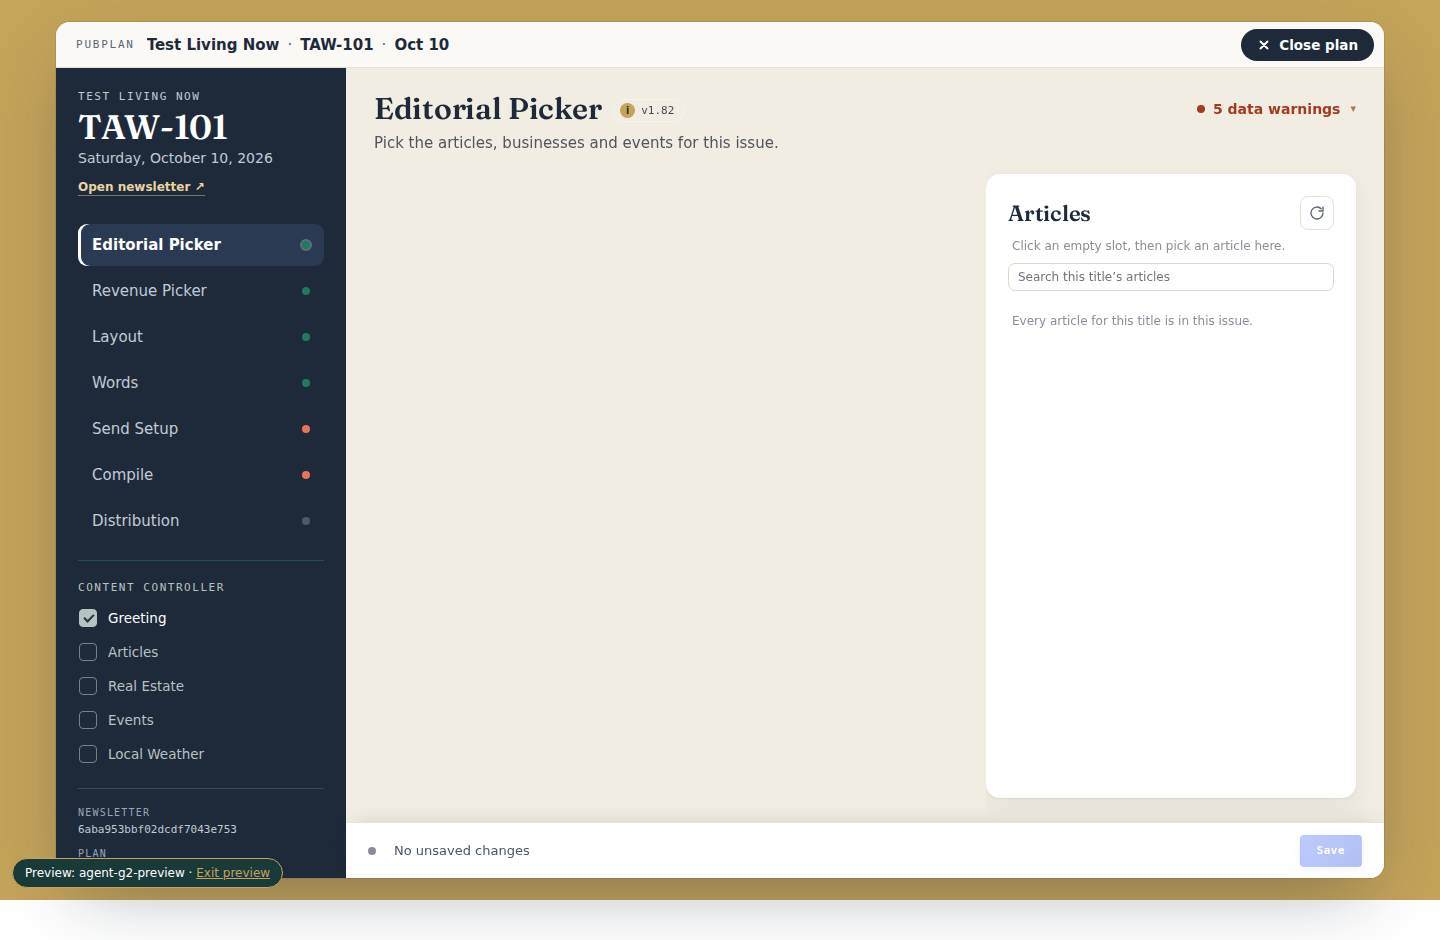 PUBPLAN Test Living Now · TAW-101 · Oct 10
✕ Close plan
TEST LIVING NOW
TAW-101
Saturday, October 10, 2026
Open newsletter ↗
Editorial Picker
Revenue Picker
Layout
Words
Send Setup
Compile
Distribution
CONTENT CONTROLLER
Greeting
Articles
Real Estate
Events
Local Weather
NEWSLETTER
6aba953bbf02dcdf7043e753
PLAN
Preview: agent-g2-preview · Exit preview
Editorial Picker i v1.82
5 data warnings ▾
Pick the articles, businesses and events for this issue.
Articles
Click an empty slot, then pick an article here.
Search this title’s articles
Every article for this title is in this issue.
No unsaved changes
Save